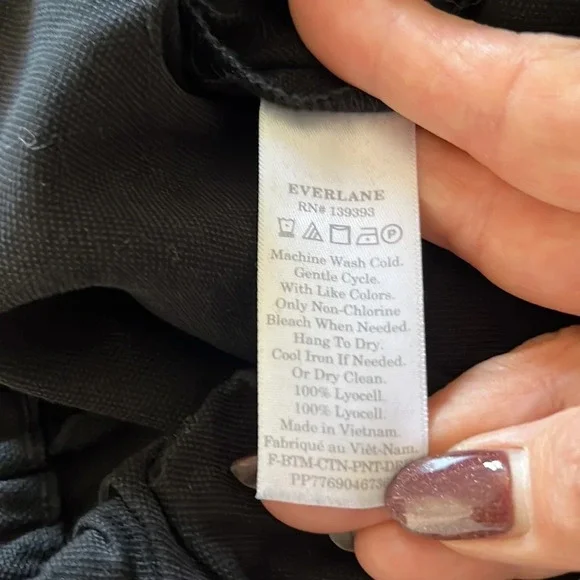 EVERLANE
RN# 139393
P
Machine Wash Cold.
Gentle Cycle.
With Like Colors.
Only Non-Chlorine
Bleach When Needed.
Hang To Dry.
Cool Iron If Needed.
Or Dry Clean.
100% Lyocell.
100% Lyocell.
Made in Vietnam.
Fabriqué au Viêt-Nam.